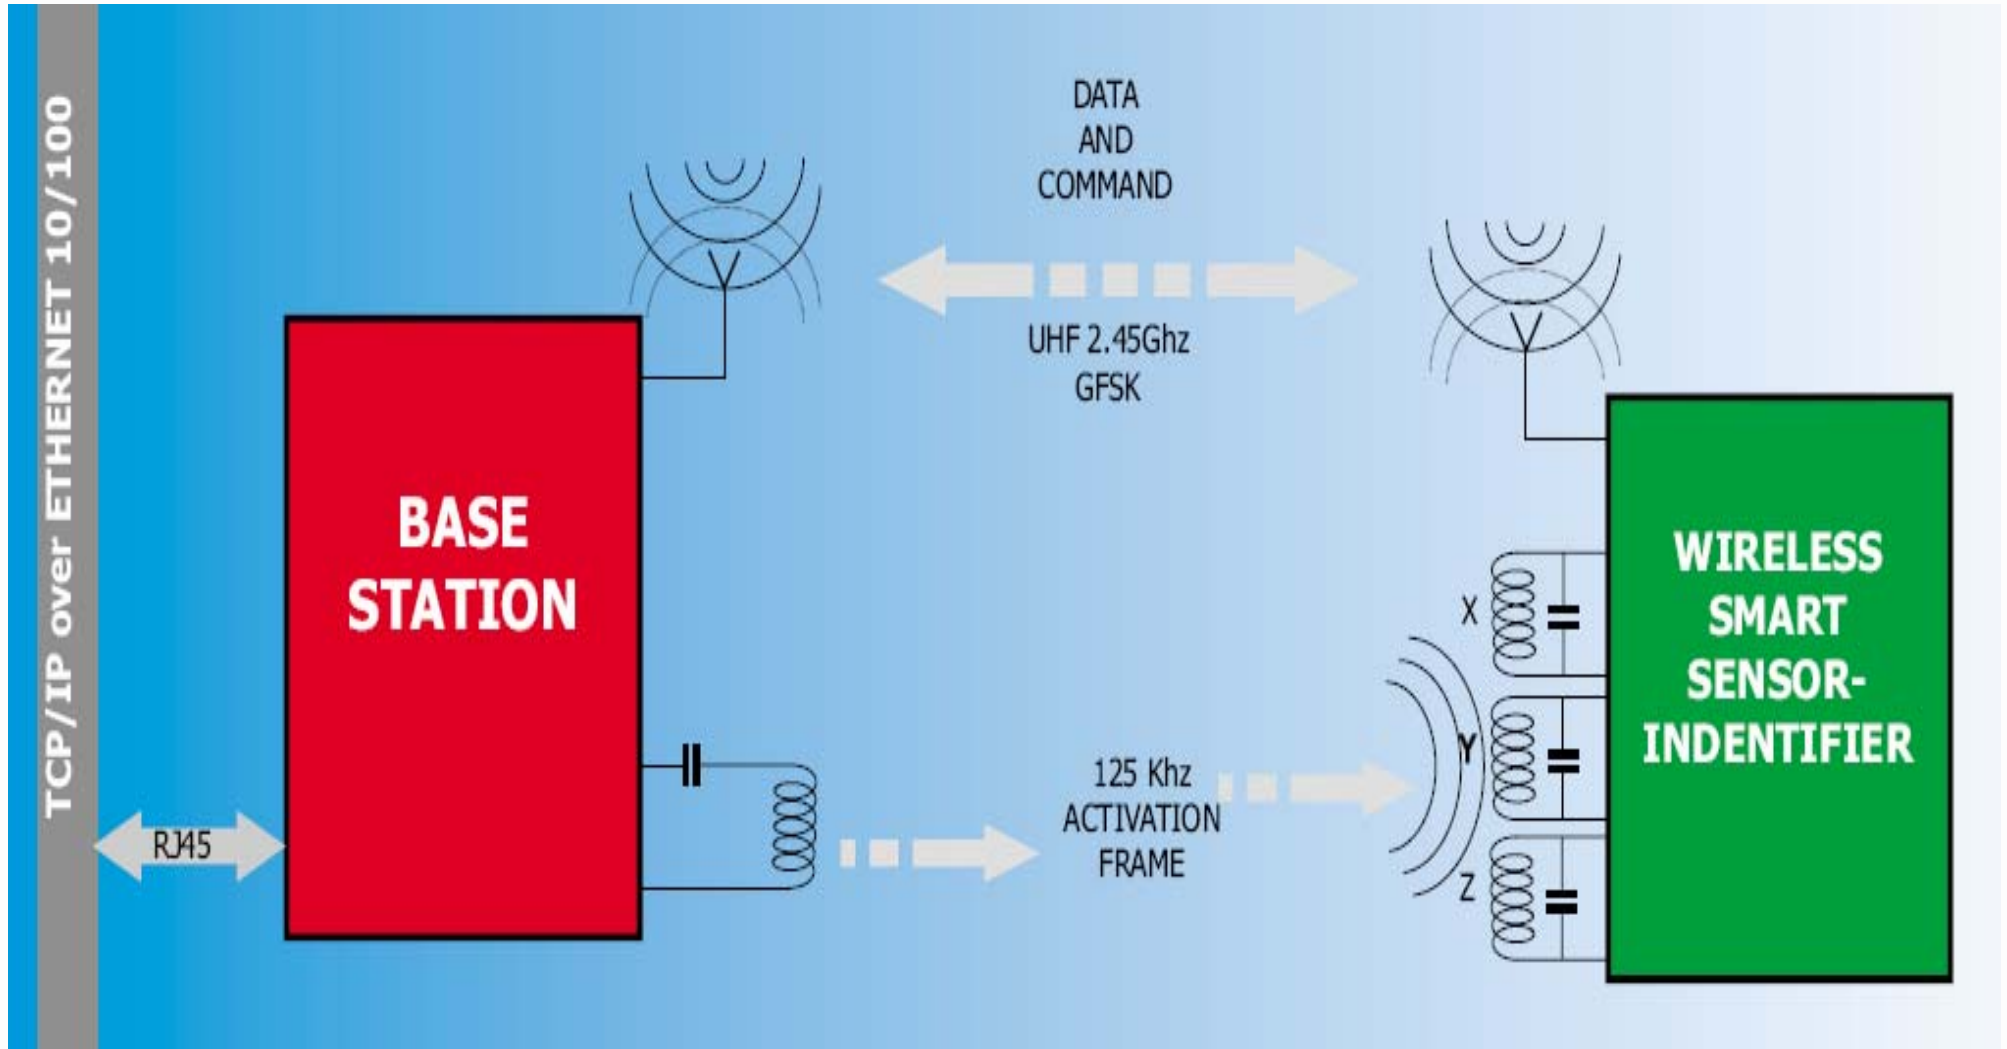 TCP/IP over ETHERNET 10/100
DATA
AND
COMMAND
UHF 2.45Ghz
GFSK
BASE
STATION
WIRELESS
SMART
SENSOR-
INDENTIFIER
X
Y
Z
125 Khz
ACTIVATION
FRAME
RJ45